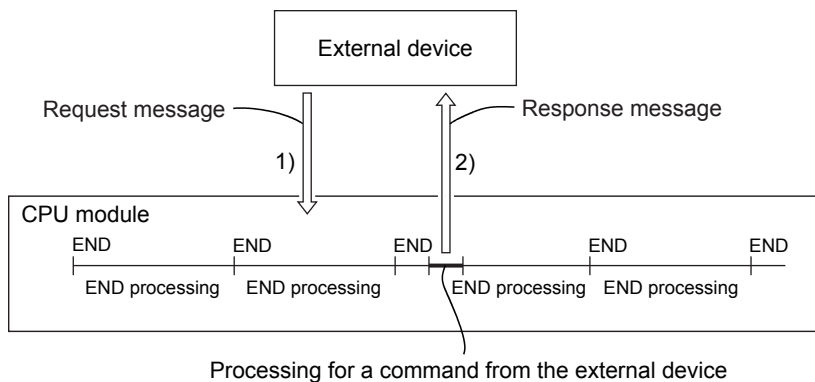 External device
Request message
Response message
1)
2)
CPU module
END
END
END
END
END
END processing
END processing
END processing
END processing
Processing for a command from the external device